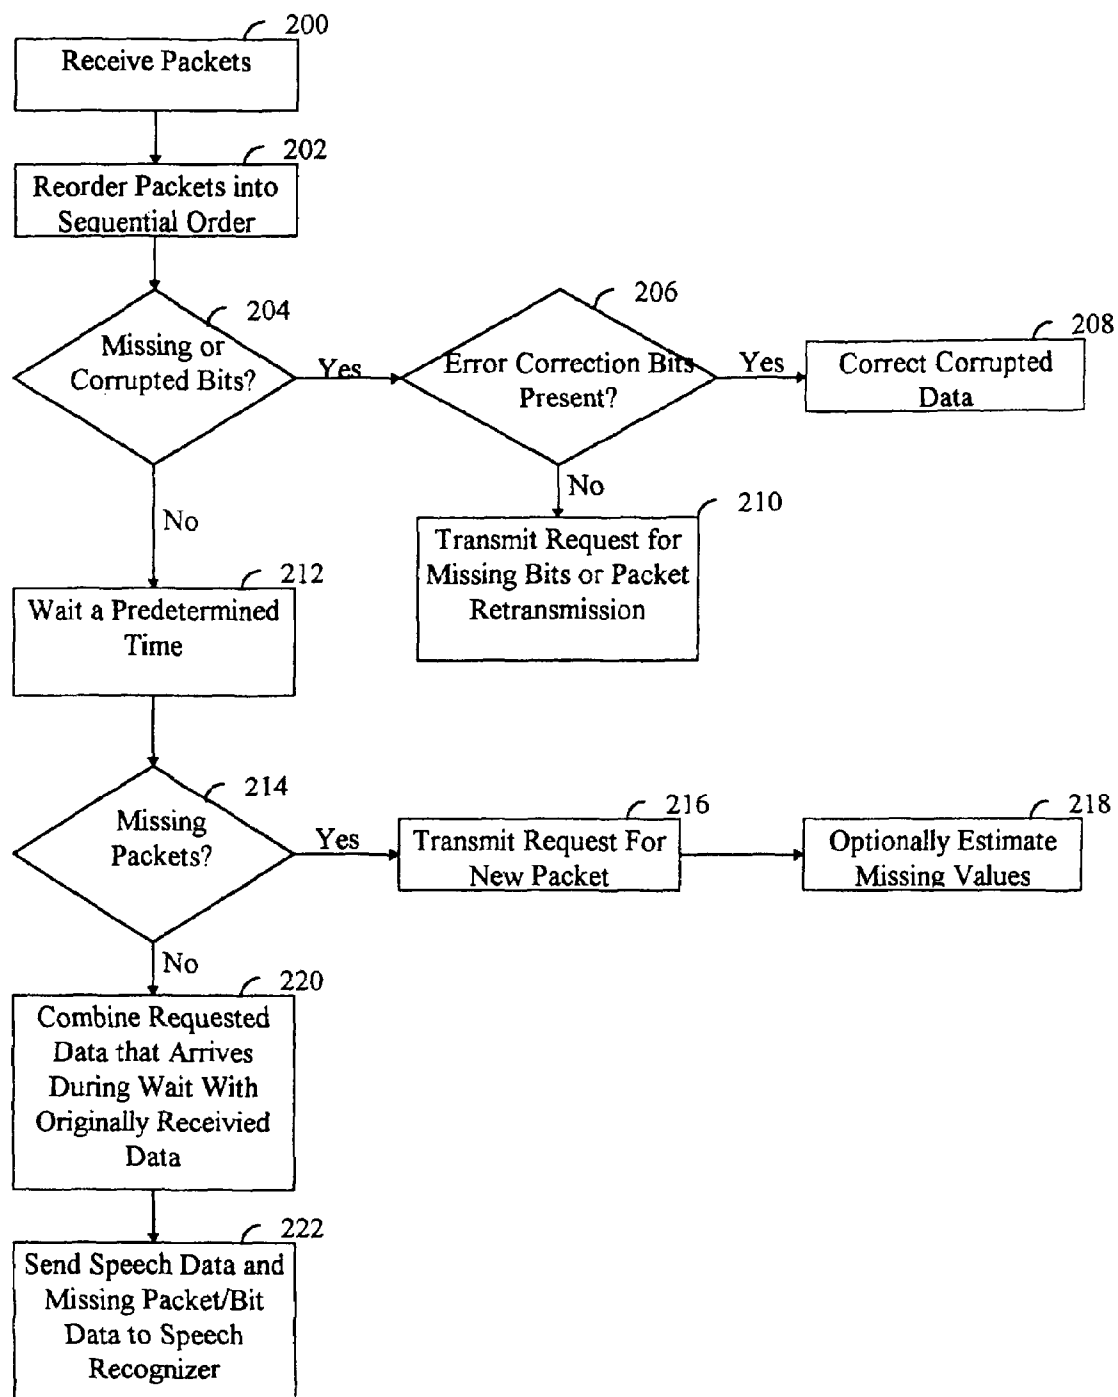 200
Receive Packets
202
Reorder Packets into
Sequential Order
204
Missing or
Corrupted Bits?
Yes
206
Error Correction Bits
Present?
Yes
208
Correct Corrupted
Data
No
210
Transmit Request for
Missing Bits or Packet
Retransmission
No
212
Wait a Predetermined
Time
214
Missing
Packets?
Yes
216
Transmit Request For
New Packet
218
Optionally Estimate
Missing Values
No
220
Combine Requested
Data that Arrives
During Wait With
Originally Receivied
Data
222
Send Speech Data and
Missing Packet/Bit
Data to Speech
Recognizer